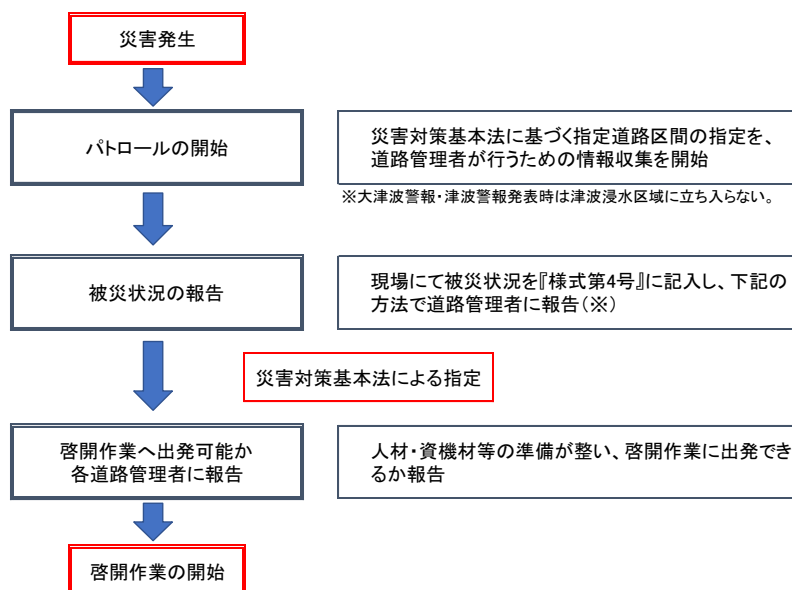 災害発生
パトロールの開始
災害対策基本法に基づく指定道路区間の指定を、
道路管理者が行うための情報収集を開始
※大津波警報・津波警報発表時は津波浸水区域に立ち入らない。
被災状況の報告
現場にて被災状況を『様式第4号』に記入し、下記の
方法で道路管理者に報告(※)
災害対策基本法による指定
啓開作業へ出発可能か
各道路管理者に報告
人材・資機材等の準備が整い、啓開作業に出発でき
るか報告
啓開作業の開始